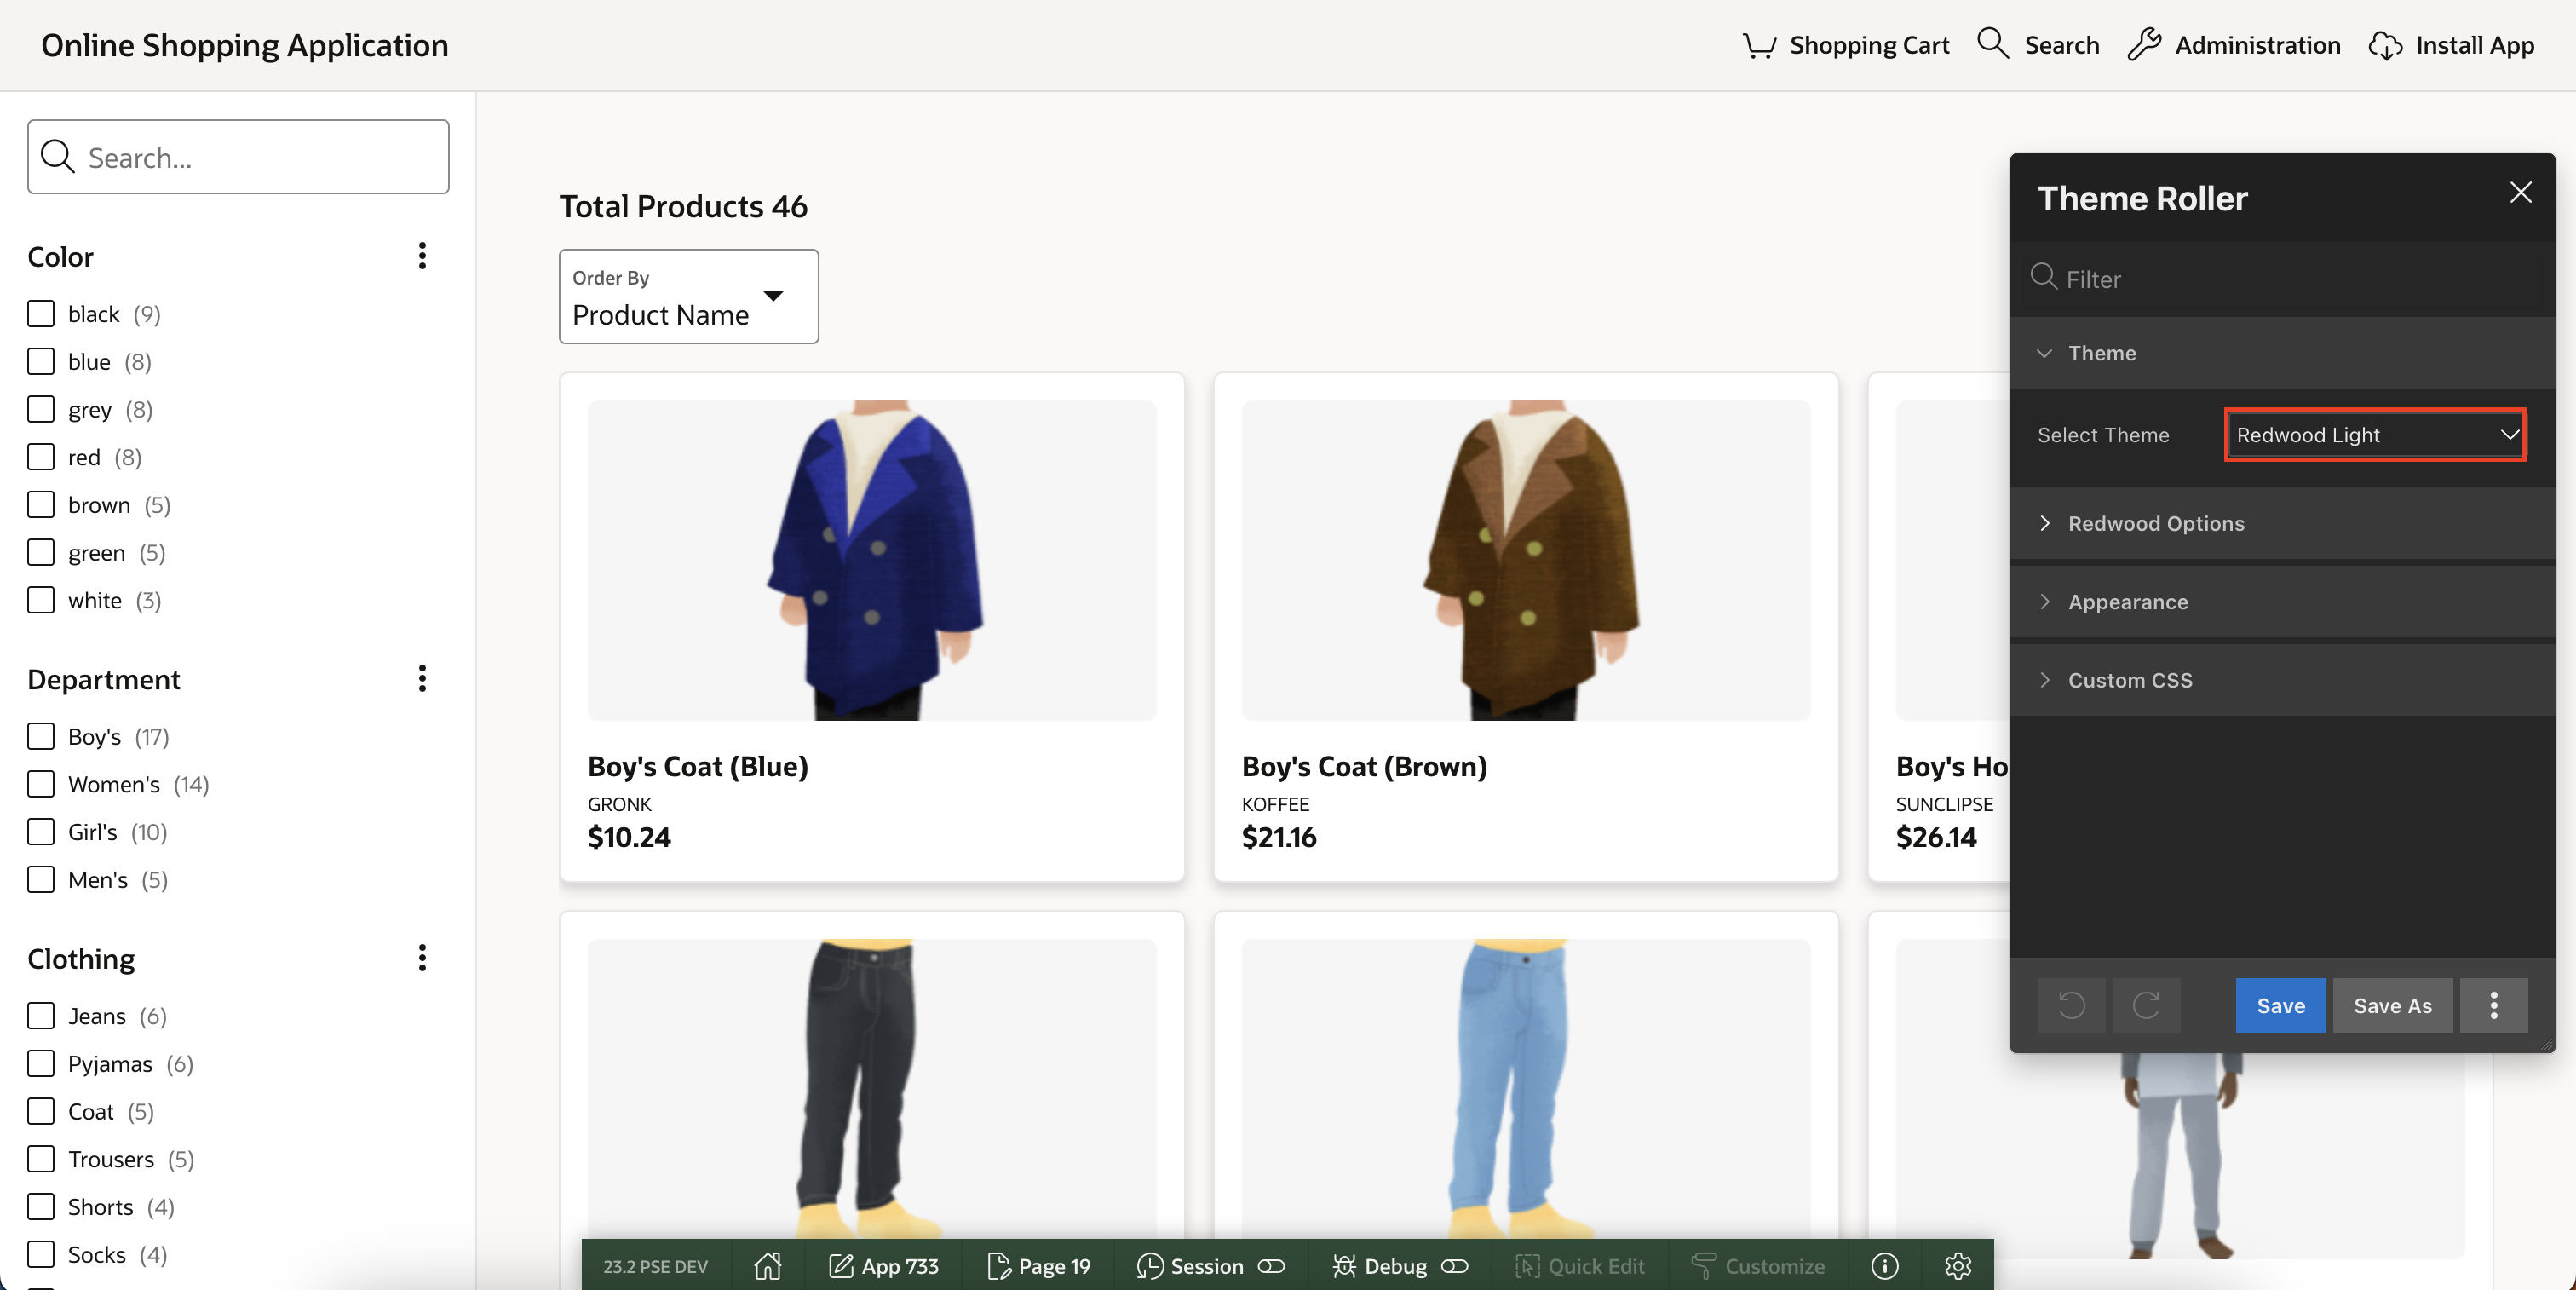 Online Shopping Application
Shopping Cart
Search
Administration
Install App
Search...
Color
black (9)
blue (8)
grey (8)
red (8)
brown (5)
green (5)
white (3)
Department
Boy's (17)
Women's (14)
Girl's (10)
Men's (5)
Clothing
Jeans (6)
Pyjamas (6)
Coat (5)
Trousers (5)
Shorts (4)
Socks (4)
Total Products 46
Order By
Product Name
Boy's Coat (Blue)
GRONK
$10.24
Boy's Coat (Brown)
KOFFEE
$21.16
Boy's Ho
SUNCLIPSE
$26.14
Theme Roller
Filter
Theme
Select Theme
Redwood Light
Redwood Options
Appearance
Custom CSS
Save
Save As
23.2 PSE DEV
App 733
Page 19
Session
Debug
Quick Edit
Customize